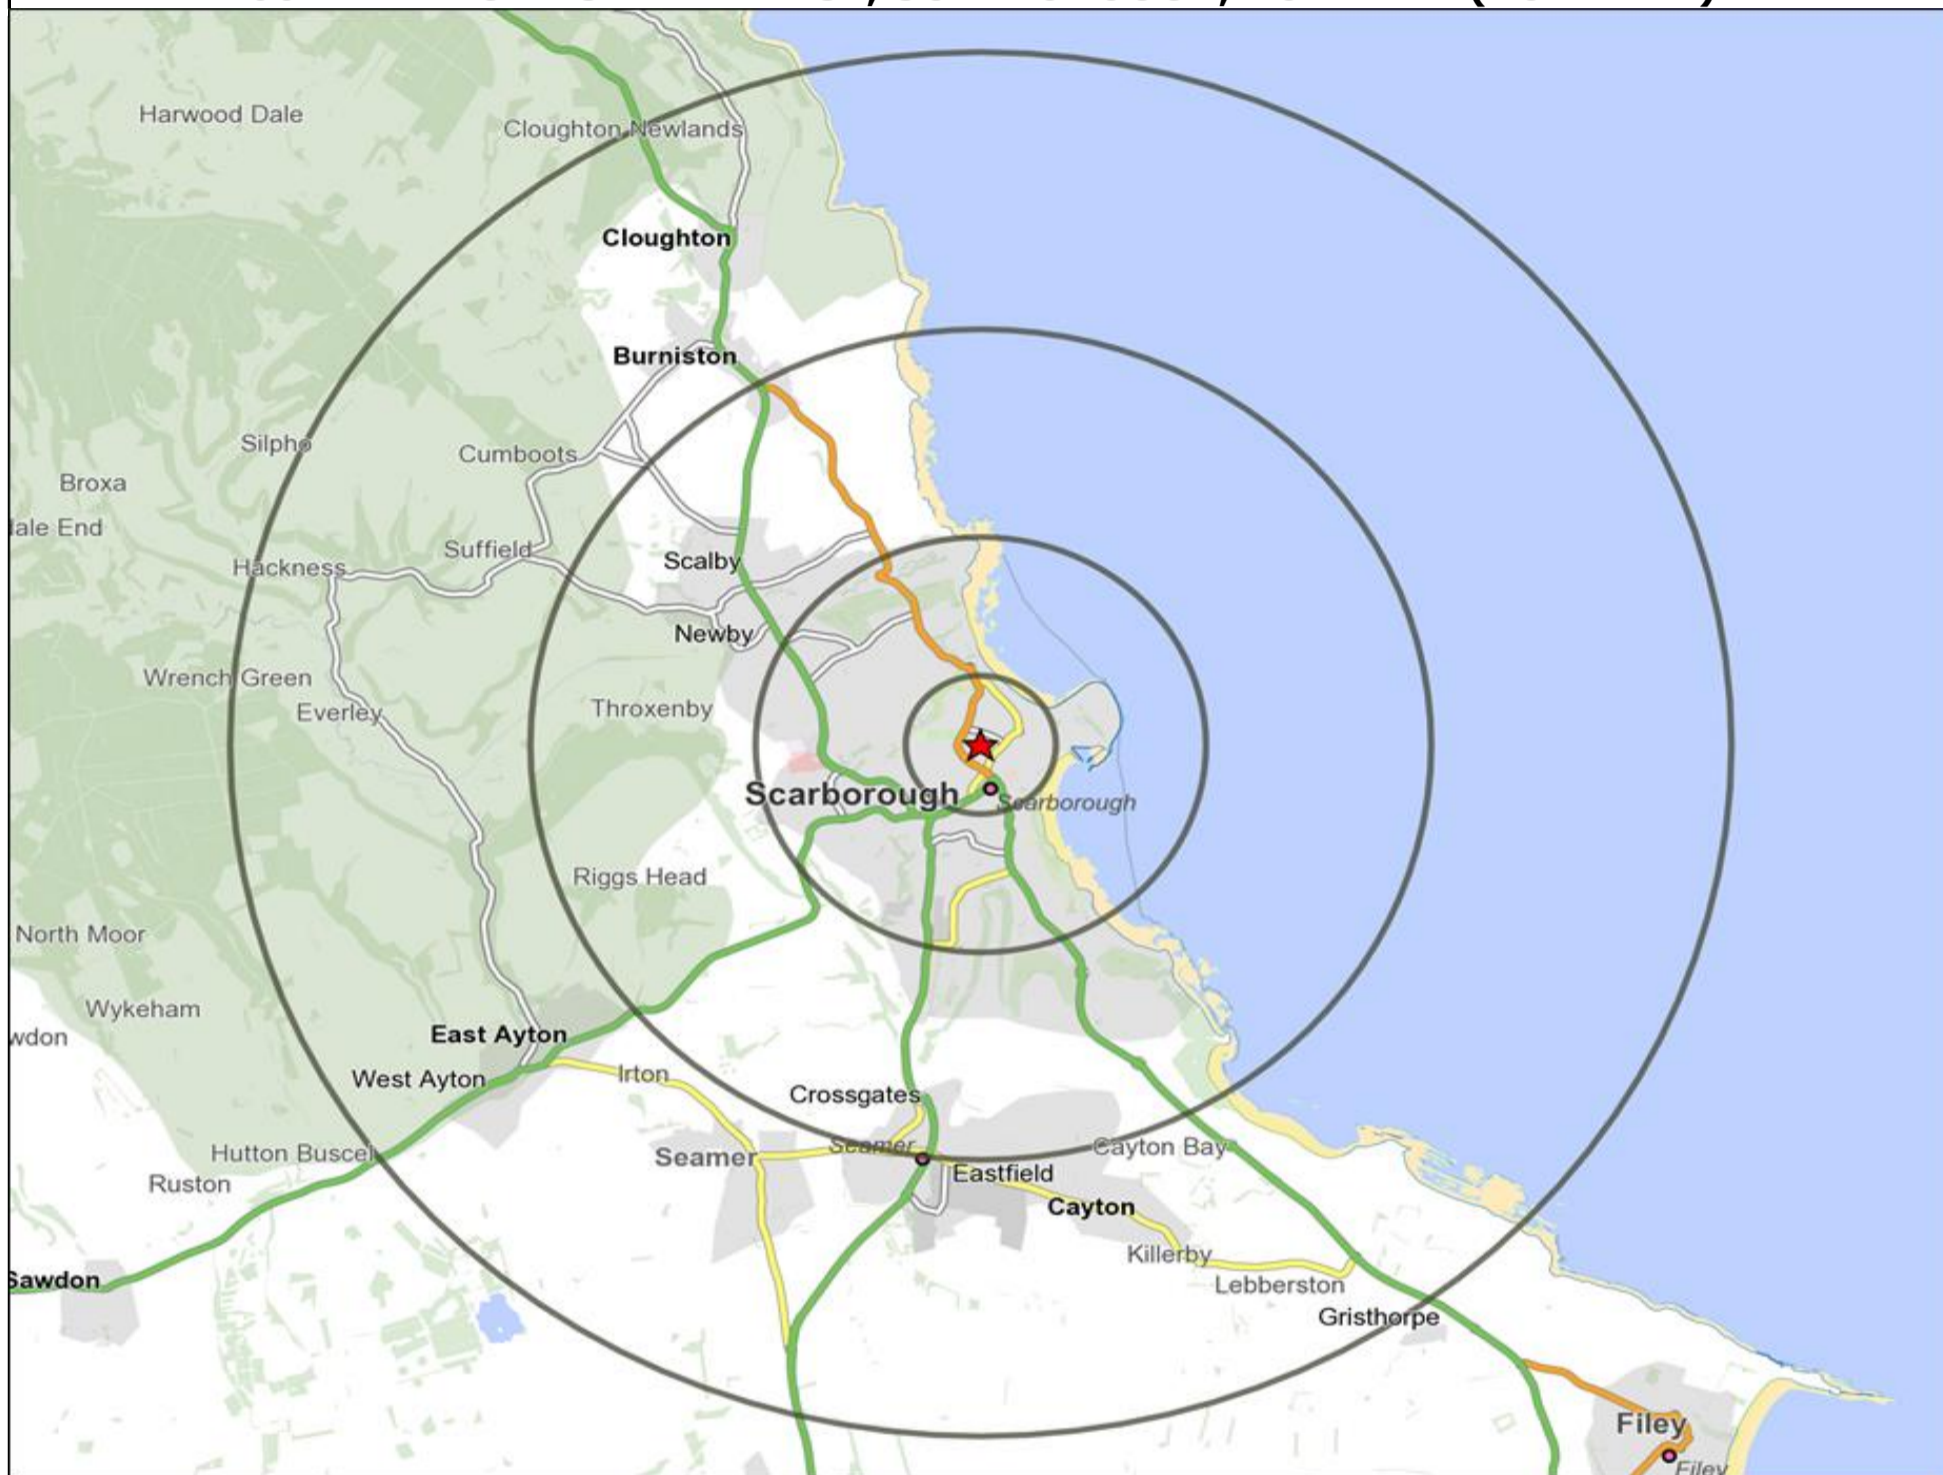 Harwood Dale
Cloughton Newlands
Cloughton
Burniston
Silpho
Cumboots
Broxa
dale End
Suffield
Scalby
Hackness
Newby
Wrench Green
Throxenby
Everley
Scarborough
Scarborough
Riggs Head
North Moor
Wykeham
East Ayton
wdon
Irton
West Ayton
Crossgates
Seamer
Cayton Bay
Hutton Buscel
Seamer
Eastfield
Ruston
Cayton
Killerby
Sawdon
Lebberston
Gristhorpe
Filey
Filey